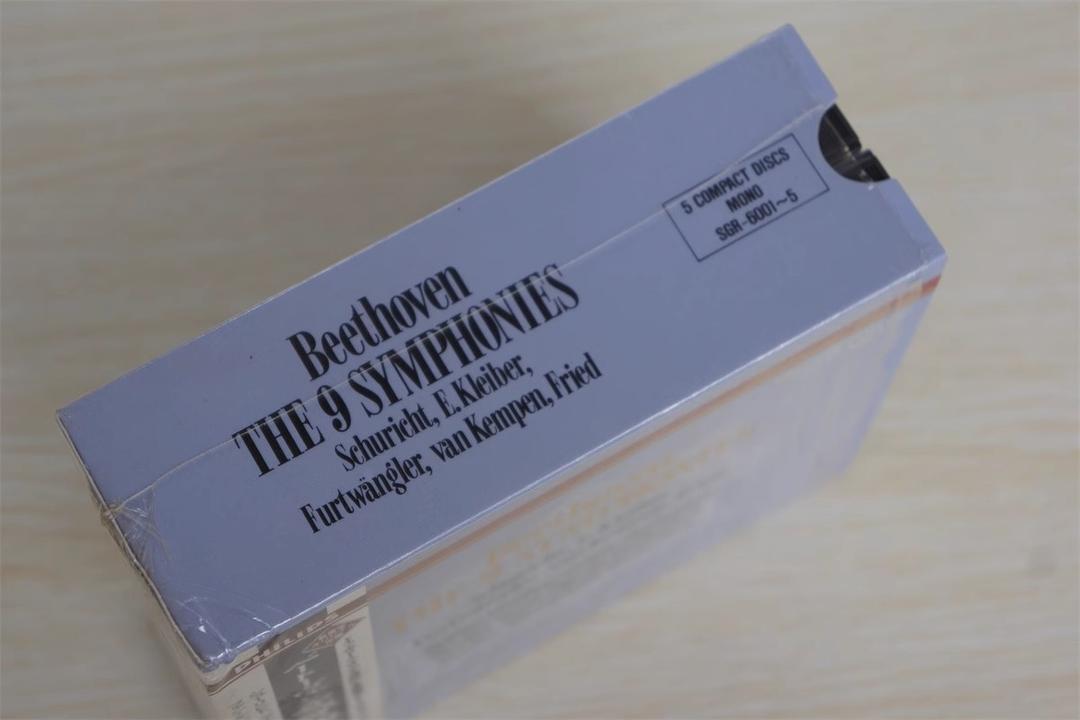 Beethoven
THE 9 SYMPHONIES
Schuricht, E.Kleiber,
Furtwängler, van Kempen, Fried
5 COMPACT DISCS
MONO
SGR-6001~5
PHILIPS